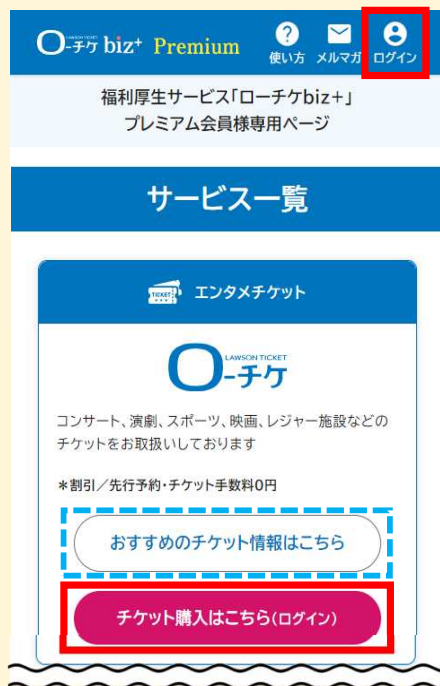 LAWSON TICKET
ローチケ biz+ Premium
使い方 メルマガ ログイン
福利厚生サービス「ローチケbiz+」
プレミアム会員様専用ページ
サービス一覧
TICKET エンタメチケット
LAWSON TICKET
ローチケ
コンサート、演劇、スポーツ、映画、レジャー施設などの
チケットをお取扱いしております
*割引/先行予約・チケット手数料0円
おすすめのチケット情報はこちら
チケット購入はこちら(ログイン)